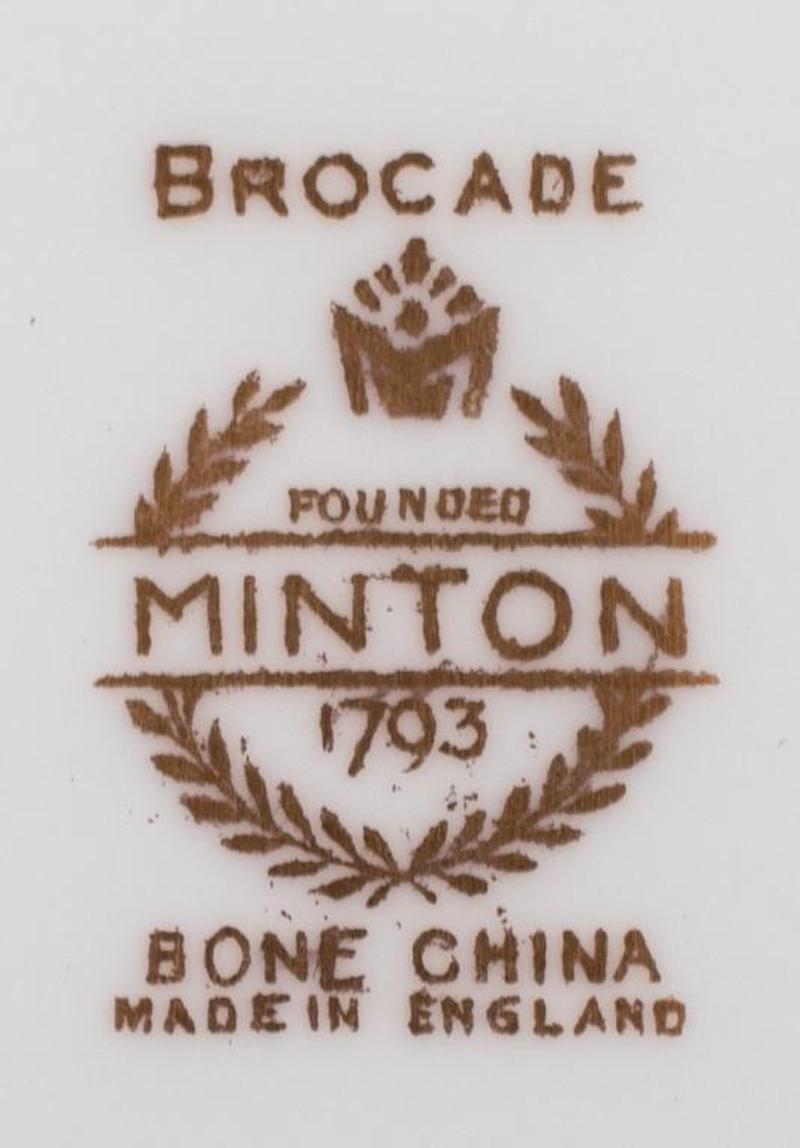 BROCADE
M
FOUNDED
MINTON
1793
BONE CHINA
MADE IN ENGLAND